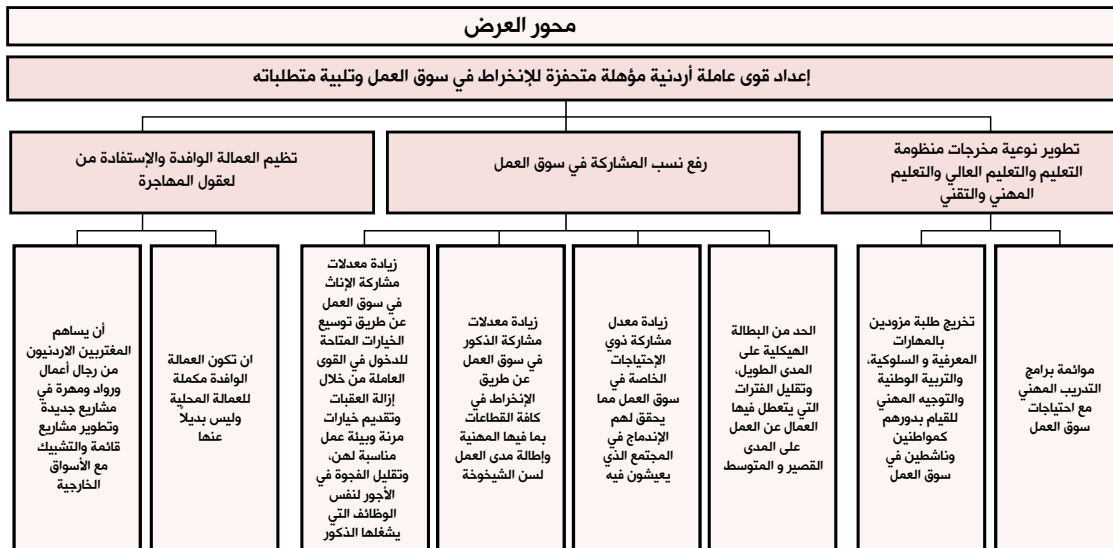 محور العرض
إعداد قوى عاملة أردنية مؤهلة متحفزة للإنخراط في سوق العمل وتلبية متطلباته
تطوير نوعية مخرجات منظومة
التعليم والتعليم العالي والتعليم
المهني والتقني
رفع نسب المشاركة في سوق العمل
تظيم العمالة الوافدة والإستفادة من
لعقول المهاجرة
موائمة برامج
التدريب المهني
مع احتياجات
سوق العمل
تخريج طلبة مزودين
بالمهارات
المعرفية و السلوكية،
والتربية الوطنية
والتوجيه المهني
للقيام بدورهم
كمواطنين
وناشطين في
سوق العمل
الحد من البطالة
الهيكلية على
المدى الطويل،
وتقليل الفترات
التي يتعطل فيها
العمال عن العمل
على المدى
القصير و المتوسط
زيادة معدل
مشاركة ذوي
الإحتياجات
الخاصة في
سوق العمل مما
يحقق لهم
الإندماج في
المجتمع الذي
يعيشون فيه
زيادة معدلات
مشاركة الذكور
في سوق العمل
عن طريق
الإنخراط في
كافة القطاعات
بما فيها المهنية
وإطالة مدى العمل
لسن الشيخوخة
زيادة معدلات
مشاركة الإناث
في سوق العمل
عن طريق توسيع
الخيارات المتاحة
للدخول في القوى
العاملة من خلال
إزالة العقبات
وتقديم خيارات
مرنة وبيئة عمل
مناسبة لهن،
وتقليل الفجوة في
الأجور لنفس
الوظائف التي
يشغلها الذكور
ان تكون العمالة
الوافدة مكملة
للعمالة المحلية
وليس بديلاً
عنها
أن يساهم
المغتربين الاردنيون
من رجال أعمال
ورواد ومهرة في
مشاريع جديدة
وتطوير مشاريع
قائمة والتشبيك
مع الأسواق
الخارجية